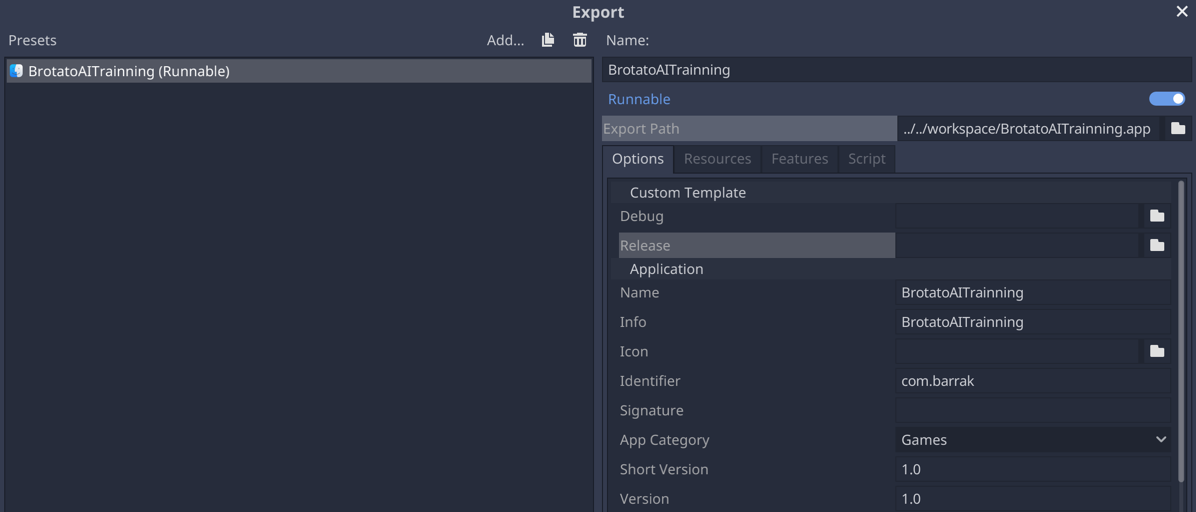 Export
Presets
Add...
BrotatoAITrainning (Runnable)
Name:
BrotatoAITrainning
Runnable
Export Path ../../workspace/BrotatoAITrainning.app
Options Resources Features Script
Custom Template
Debug
Release
Application
Name BrotatoAITrainning
Info BrotatoAITrainning
Icon
Identifier com.barrak
Signature
App Category Games
Short Version 1.0
Version 1.0